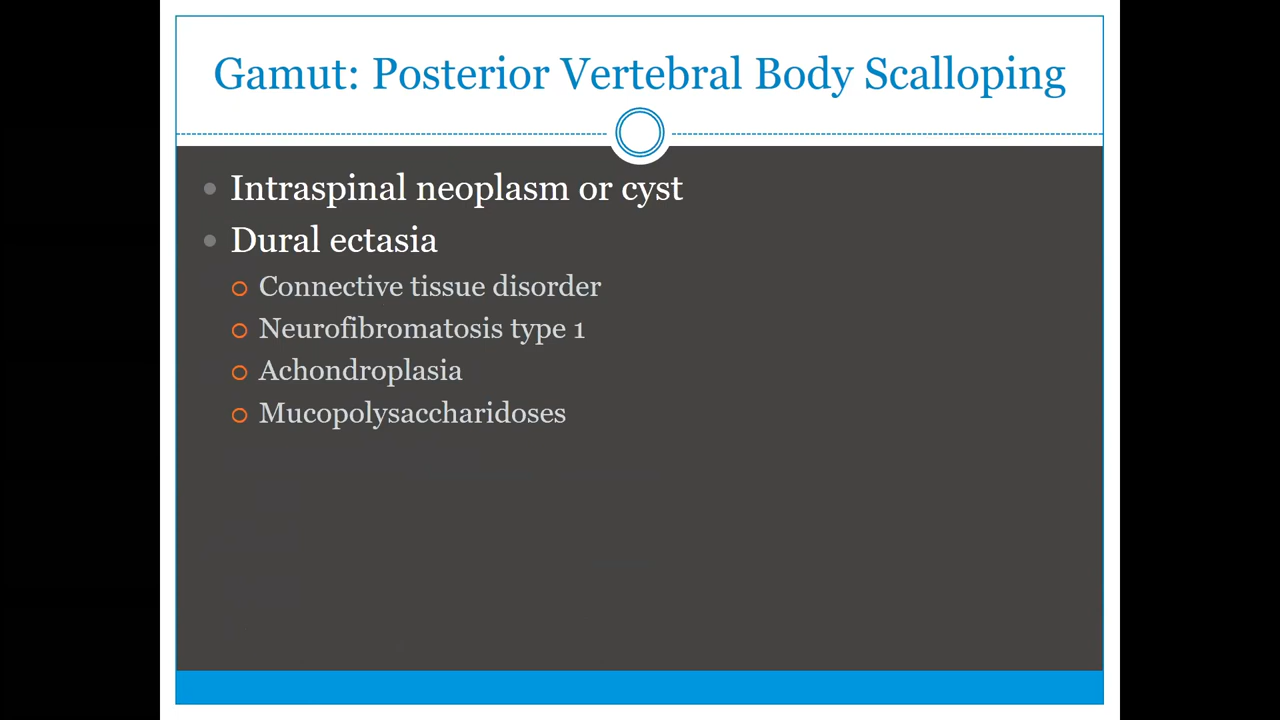 Gamut: Posterior Vertebral Body Scalloping
Intraspinal neoplasm or cyst
Dural ectasia
Connective tissue disorder
Neurofibromatosis type 1
Achondroplasia
Mucopolysaccharidoses